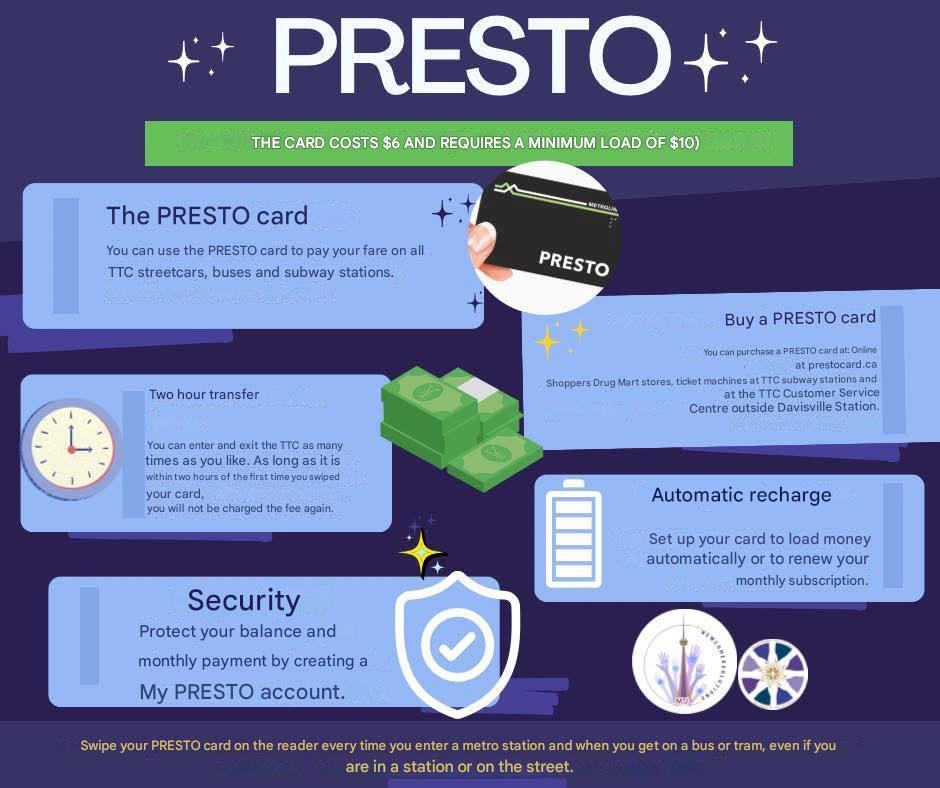 PRESTO
THE CARD COSTS $6 AND REQUIRES A MINIMUM LOAD OF $10)
The PRESTO card
You can use the PRESTO card to pay your fare on all
TTC streetcars, buses and subway stations.
PRESTO
Buy a PRESTO card
You can purchase a PRESTO card at: Online
at prestocard.ca
Shoppers Drug Mart stores, ticket machines at TTC subway stations and
at the TTC Customer Service
Centre outside Davisville Station.
Two hour transfer
You can enter and exit the TTC as many
times as you like. As long as it is
within two hours of the first time you swiped
your card,
you will not be charged the fee again.
Automatic recharge
Set up your card to load money
automatically or to renew your
monthly subscription.
Security
Protect your balance and
monthly payment by creating a
My PRESTO account.
Swipe your PRESTO card on the reader every time you enter a metro station and when you get on a bus or tram, even if you
are in a station or on the street.